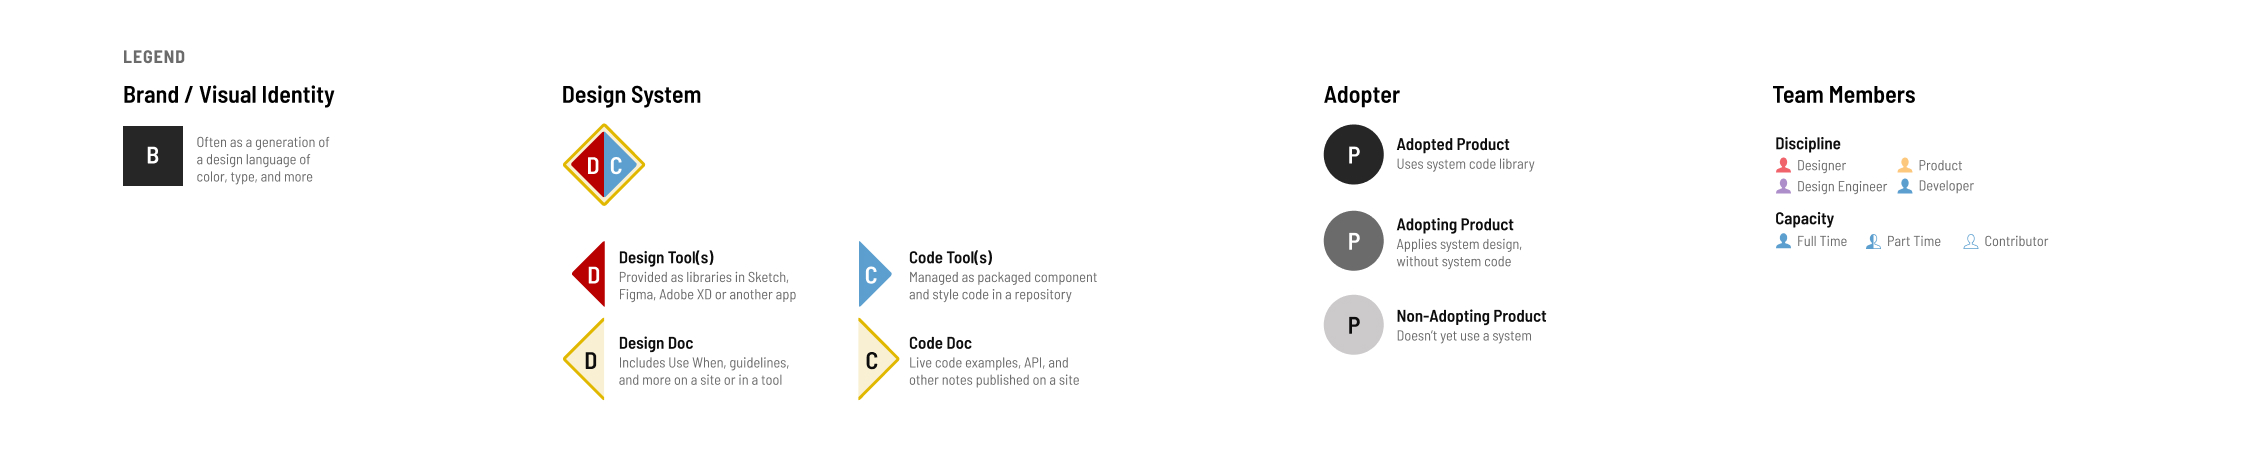 LEGEND
Brand / Visual Identity
B
Often as a generation of
a design language of
color, type, and more
Design System
D C
D
Design Tool(s)
Provided as libraries in Sketch,
Figma, Adobe XD or another app
C
Code Tool(s)
Managed as packaged component
and style code in a repository
D
Design Doc
Includes Use When, guidelines,
and more on a site or in a tool
C
Code Doc
Live code examples, API, and
other notes published on a site
Adopter
P
Adopted Product
Uses system code library
P
Adopting Product
Applies system design,
without system code
P
Non-Adopting Product
Doesn't yet use a system
Team Members
Discipline
Designer Product
Design Engineer Developer
Capacity
Full Time Part Time Contributor